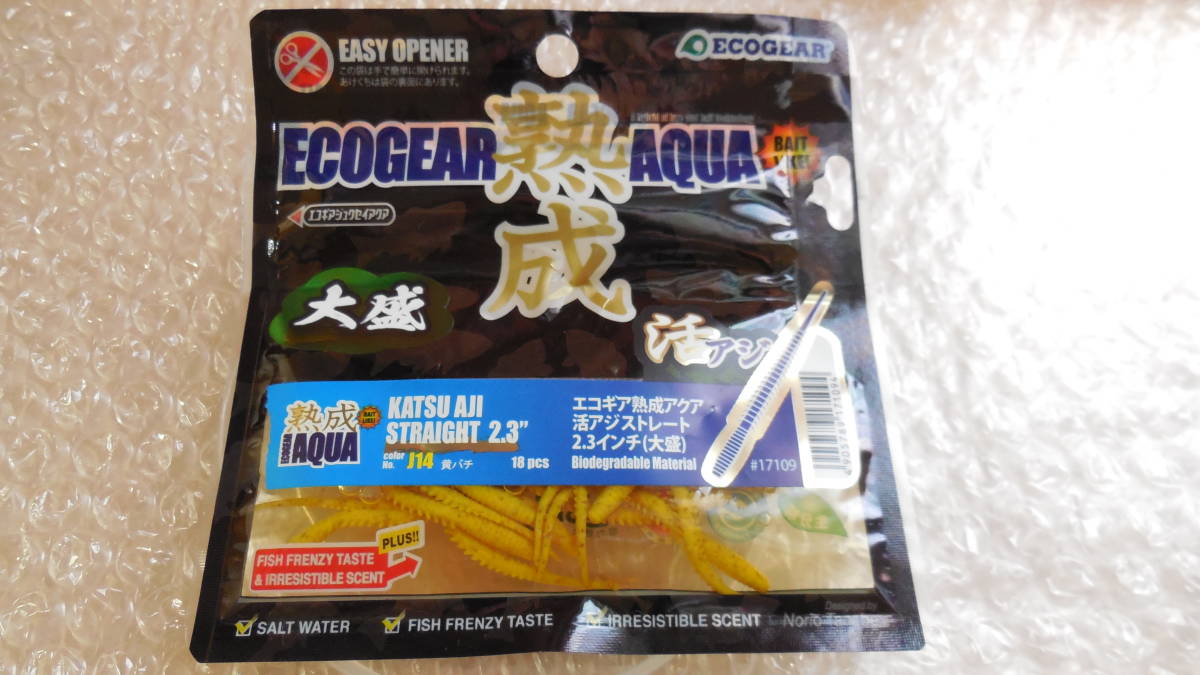 EASY OPENER
この袋は手で簡単に開けられます。
あけくちは袋の裏面にあります。
ECOGEAR
ECOGEAR 熟成 AQUA
BAIT
LIKE!
エコギアジュクセイアクア
大盛
活アジ
熟成
ECOGEAR
AQUA
BAIT
LIKE!
KATSU AJI
STRAIGHT 2.3”
color
No. J14 黄パチ 18 pcs
エコギア熟成アクア
活アジストレート
2.3インチ(大盛)
Biodegradable Material
#17109
4905789171094
PLUS!!
FISH FRENZY TASTE
& IRRESISTIBLE SCENT
SALT WATER
FISH FRENZY TASTE
IRRESISTIBLE SCENT
Designed by
Norio